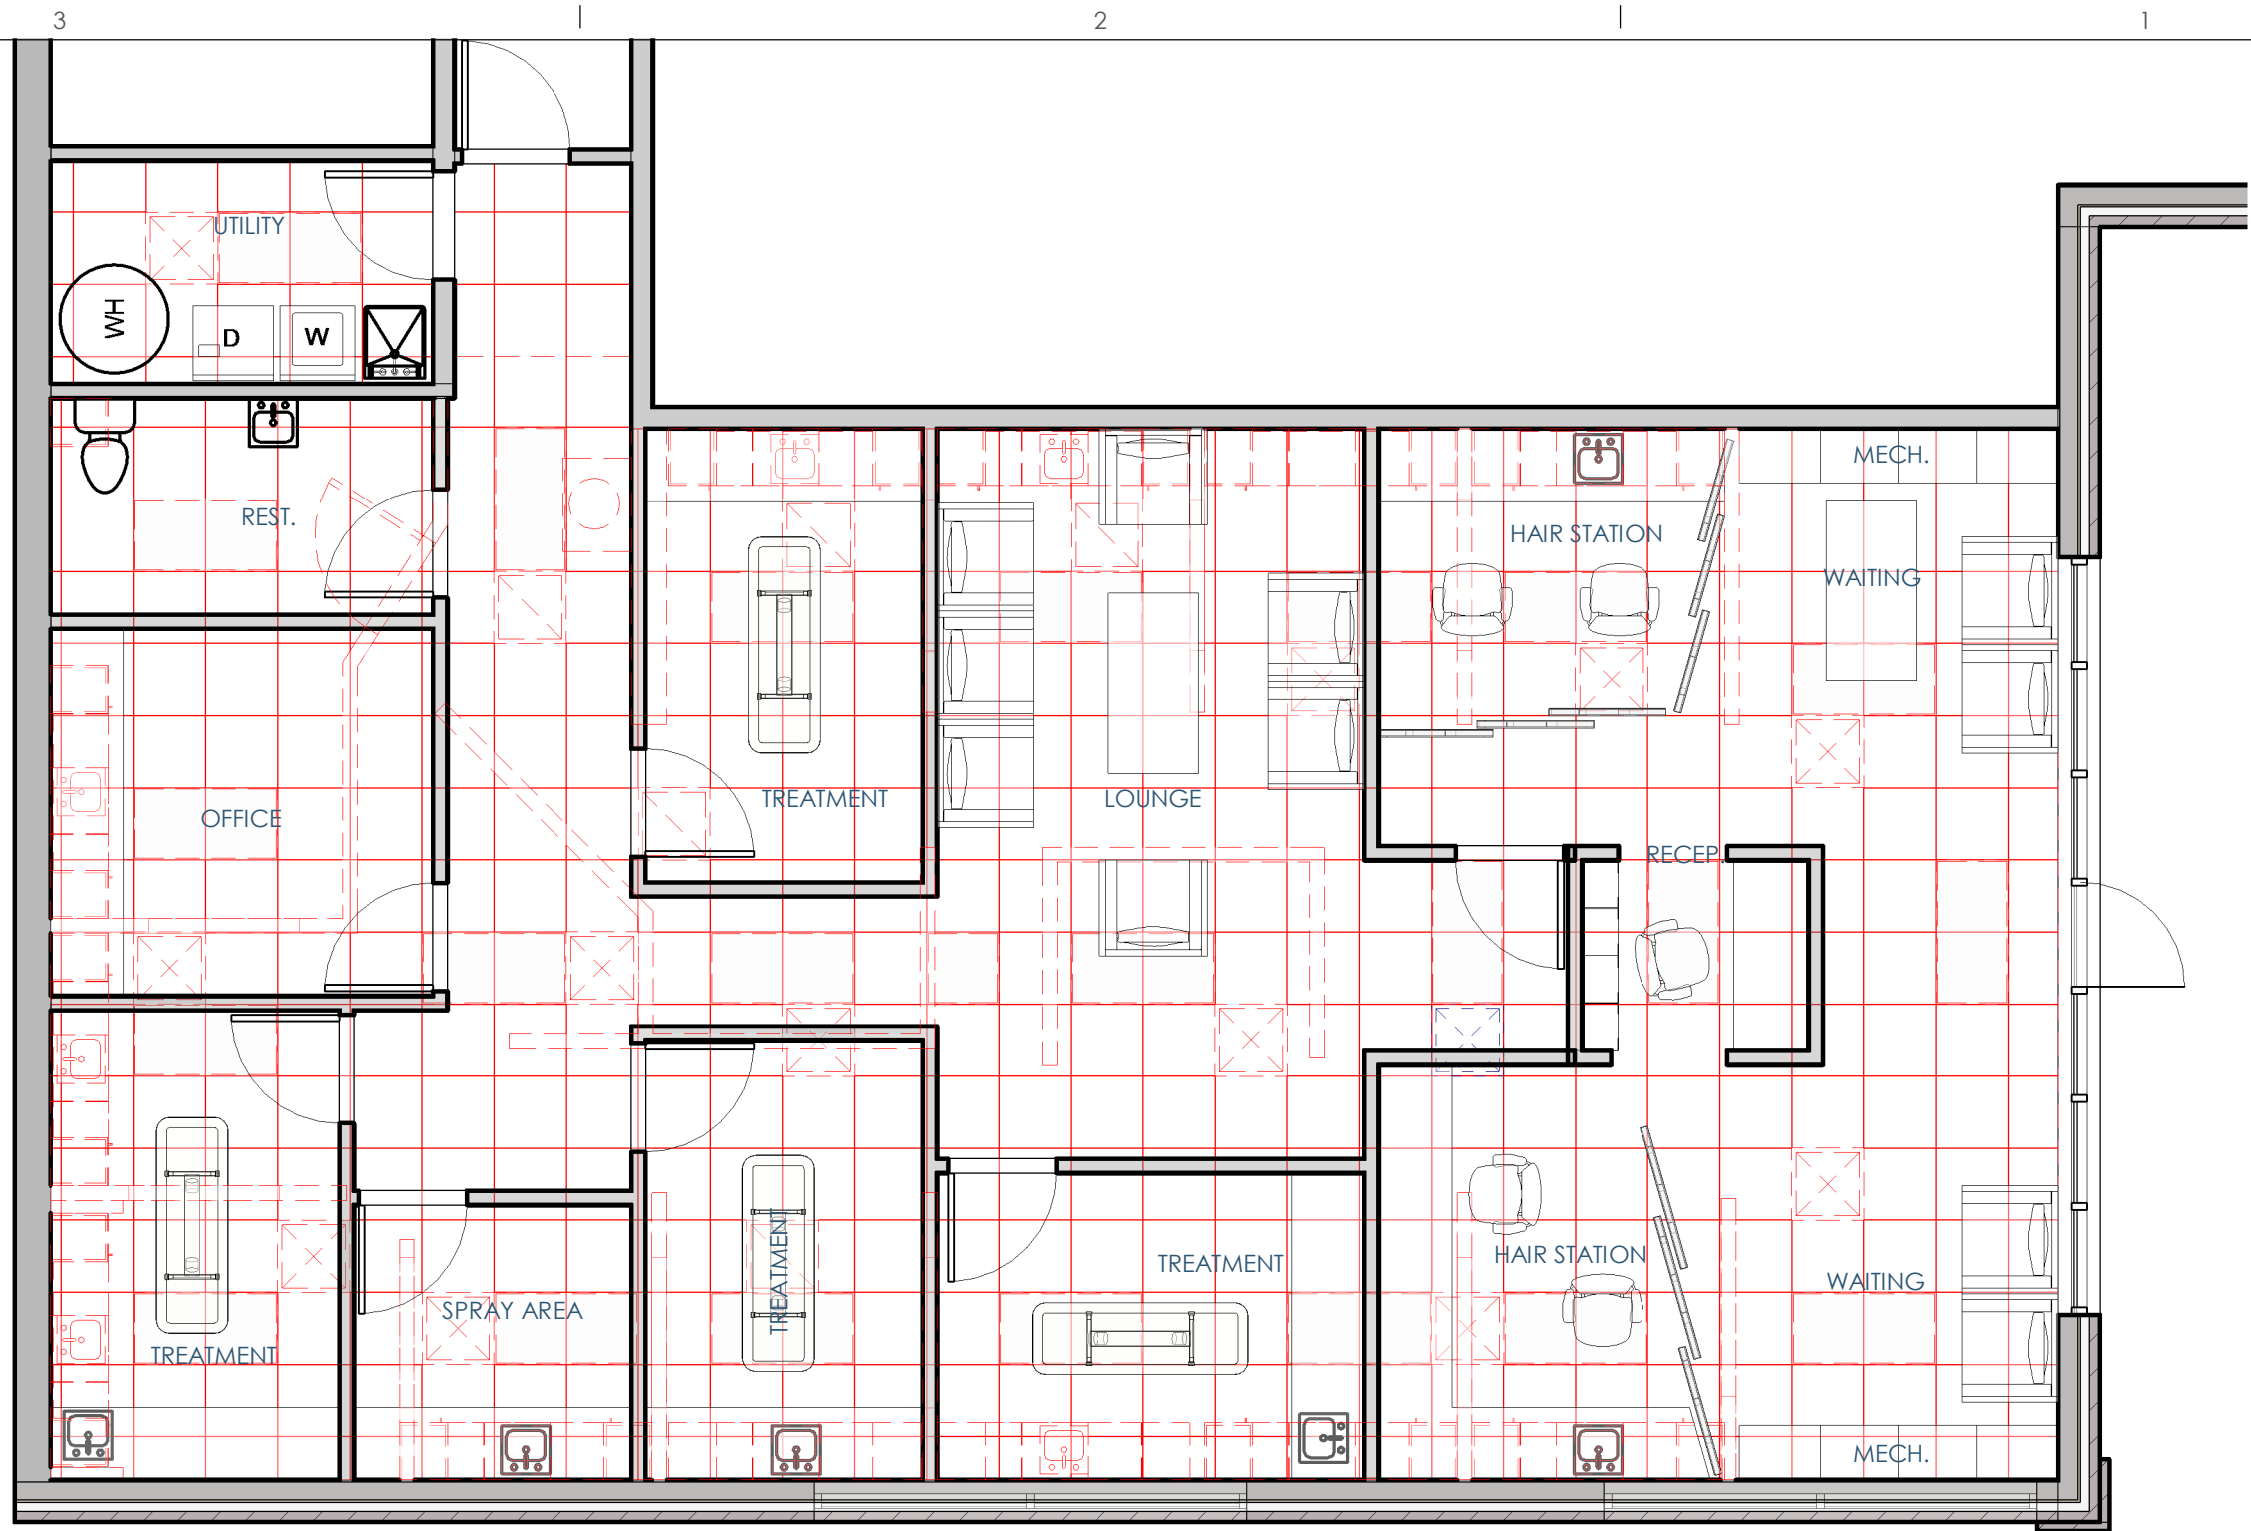 3
2
1
UTILITY
WH
D
W
REST.
OFFICE
TREATMENT
LOUNGE
HAIR STATION
MECH.
WAITING
RECEP.
TREATMENT
SPRAY AREA
TREATMENT
TREATMENT
HAIR STATION
WAITING
MECH.